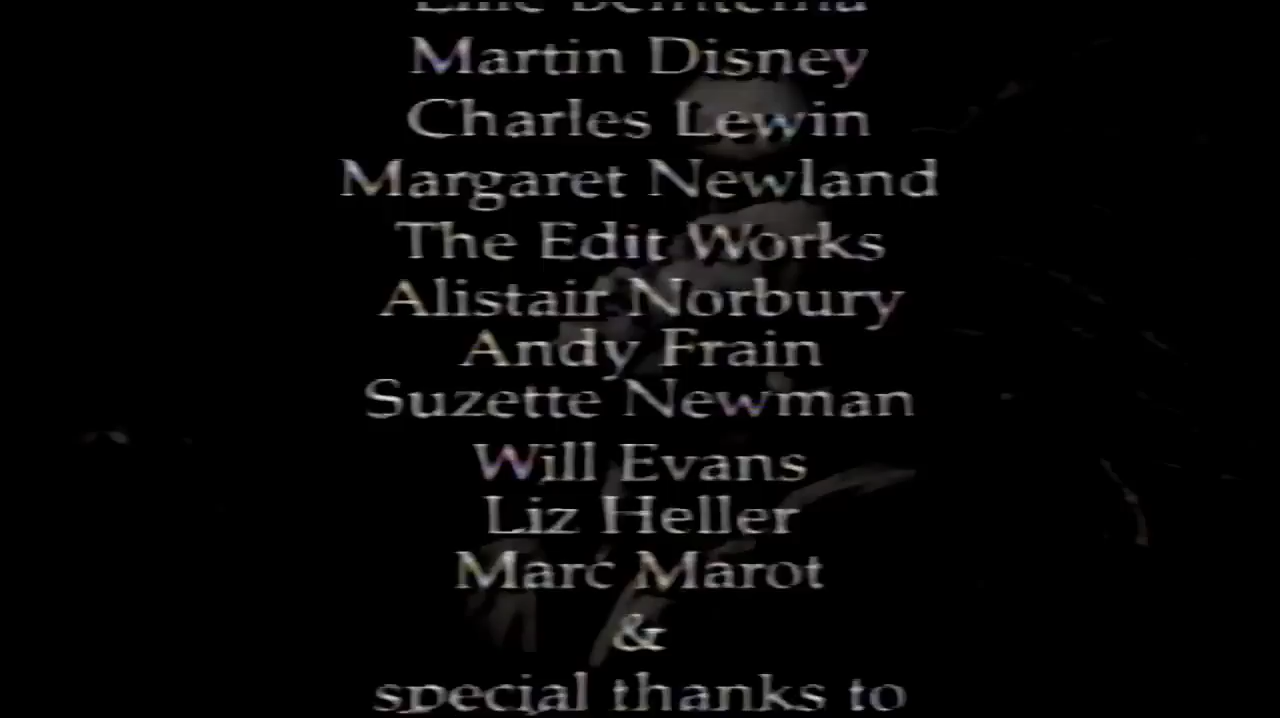 Martin Disney
Charles Lewin
Margaret Newland
The Edit Works
Alistair Norbury
Andy Frain
Suzette Newman
Will Evans
Liz Heller
Marc Marot
&
special thanks to